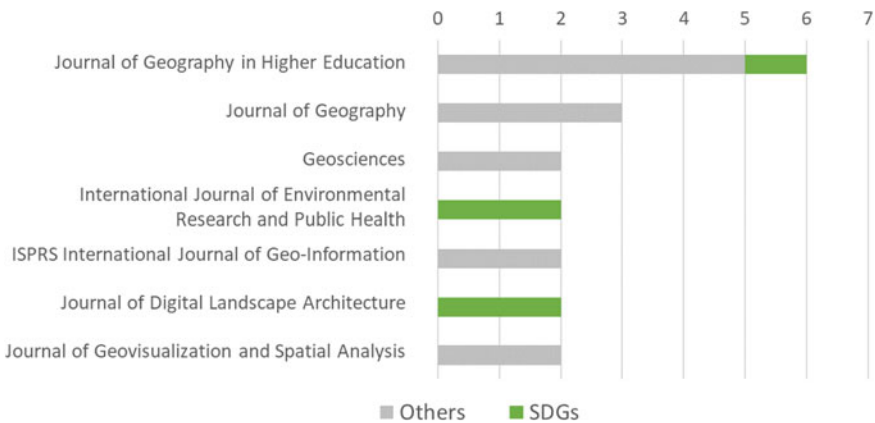 0 1 2 3 4 5 6 7
Journal of Geography in Higher Education
Journal of Geography
Geosciences
International Journal of Environmental
Research and Public Health
ISPRS International Journal of Geo-Information
Journal of Digital Landscape Architecture
Journal of Geovisualization and Spatial Analysis
Others SDGs